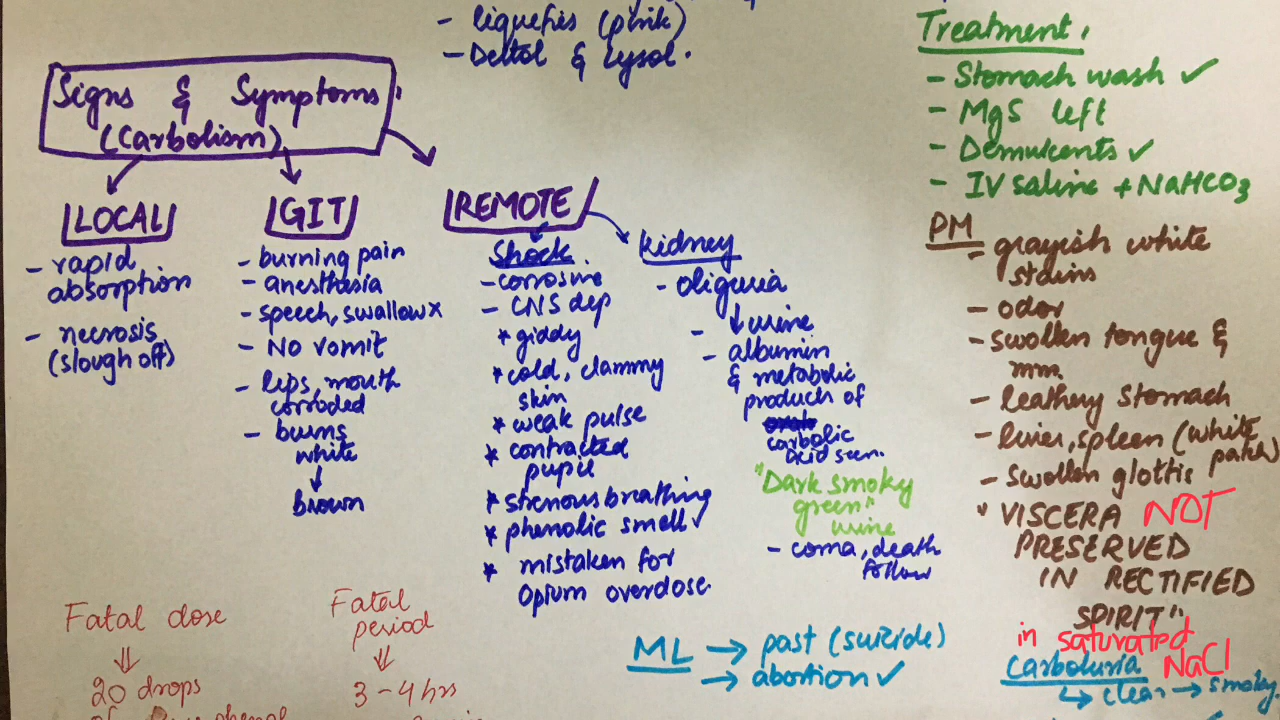 - liquefies (pink)
- Dettol & Lysol.
Signs & Symptoms.
(Carbolism)
LOCAL
- rapid
absorption
- necrosis
(slough off)
GIT
- burning pain
- anesthasia
- speech, swallow x
- No vomit
- lips, mouth
corroded
- burns
white
↓
brown
REMOTE
Shock
- corrosive
- CNS dep
* giddy
* cold, clammy
skin
* weak pulse
* contracted
pupil
* strenous breathing
* phenolic smell ✓
* mistaken for
Opium overdose.
kidney
- oliguria
- ↓ urine
- albumin
& metabolic
product of
carbolic
acid seen.
"Dark smoky
green"
urine
- coma, death
follow
Treatment.
- Stomach wash ✓
- MgS left
- Demulcents ✓
- IV saline + NaHCO3
PM
- grayish white
stains
- odor
- swollen tongue &
mm.
- leathery stomach
- liver, spleen (white
patch)
- swollen glottis
" VISCERA NOT
PRESERVED
IN RECTIFIED
SPIRIT"
in saturated
NaCl
Carboluria
↳ clear → smoky
Fatal dose
⇓
20 drops
Fatal
period
⇓
3-4 hrs
ML → past (suicide)
→ abortion ✓